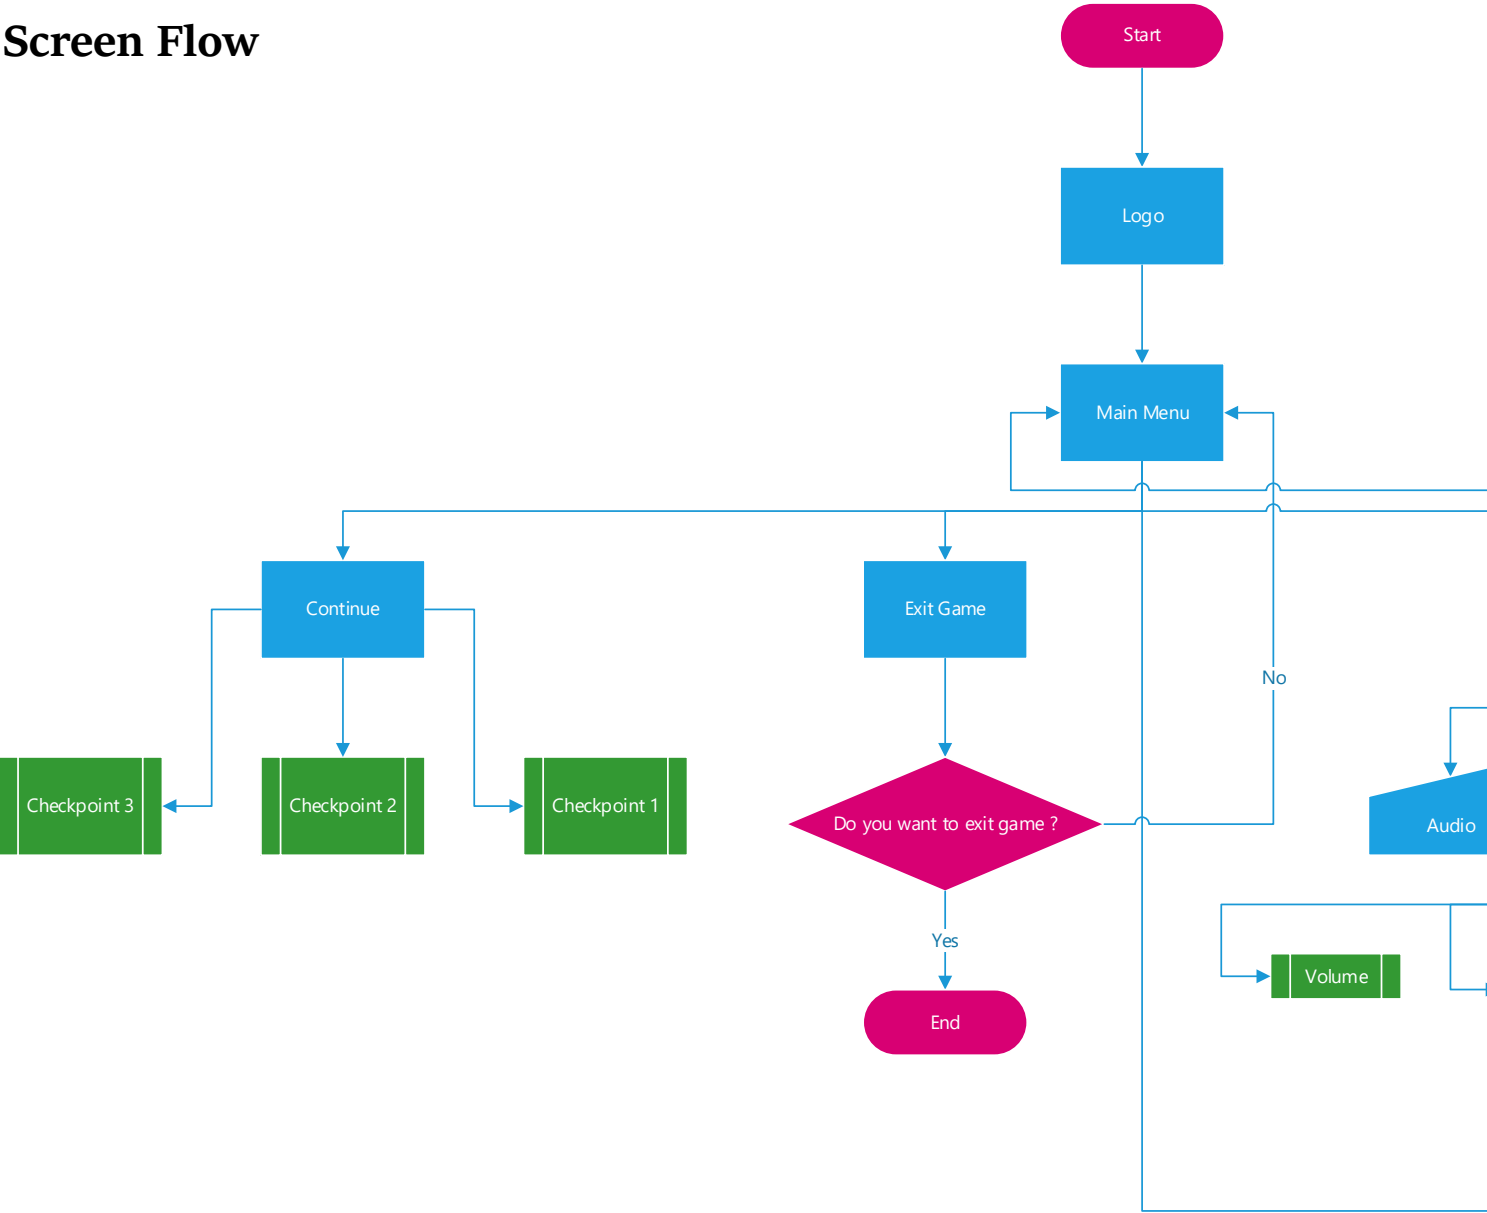 Screen Flow
Start
Logo
Main Menu
Continue
Exit Game
No
Checkpoint 3
Checkpoint 2
Checkpoint 1
Do you want to exit game ?
Audio
Yes
Volume
End